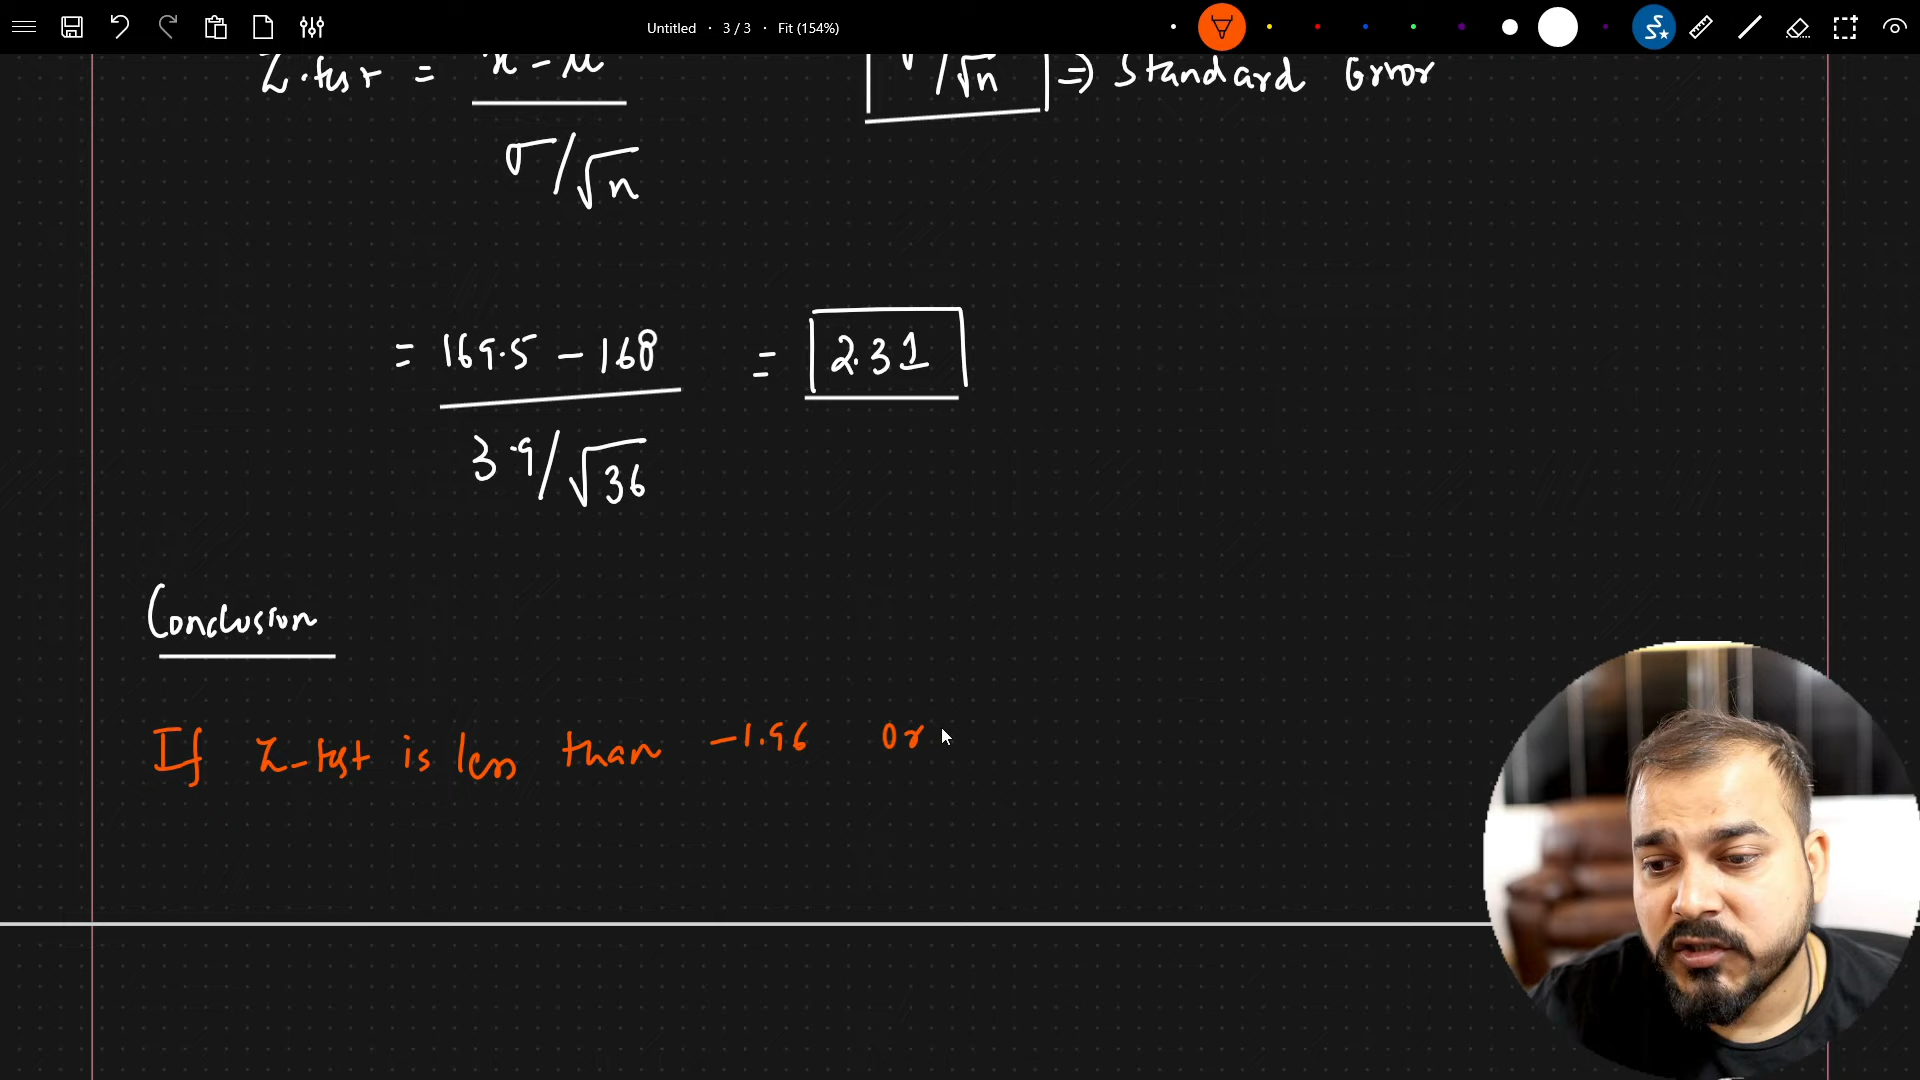 Untitled • 3 / 3 • Fit (154%)
Z-test = x̄ - μ
σ/√n
σ/√n ⇒ Standard Error
= 169.5 - 168 = 2.31
3.9/√36
Conclusion
If Z-test is less than -1.96 Or